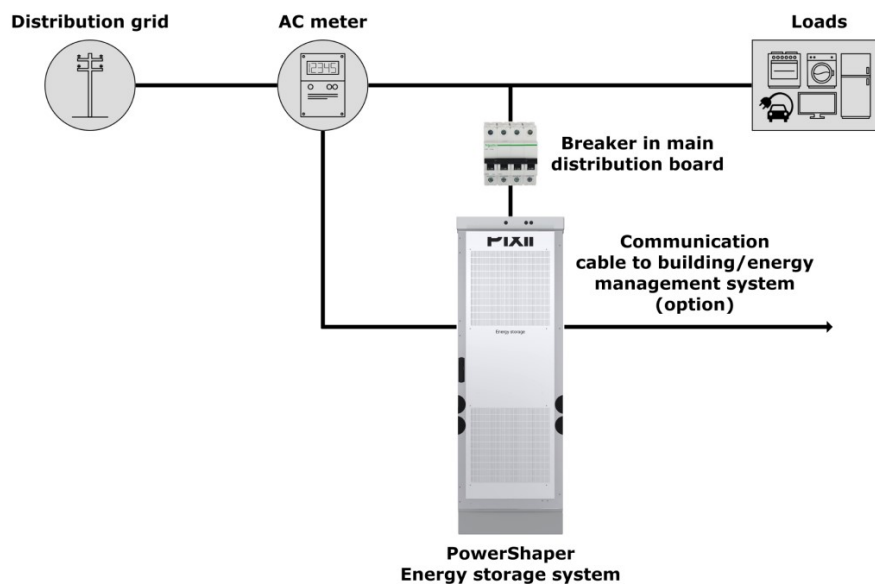 Distribution grid
AC meter
Loads
12345
Breaker in main
distribution board
PIXII
Communication
cable to building/energy
management system
(option)
Energy storage
PowerShaper
Energy storage system